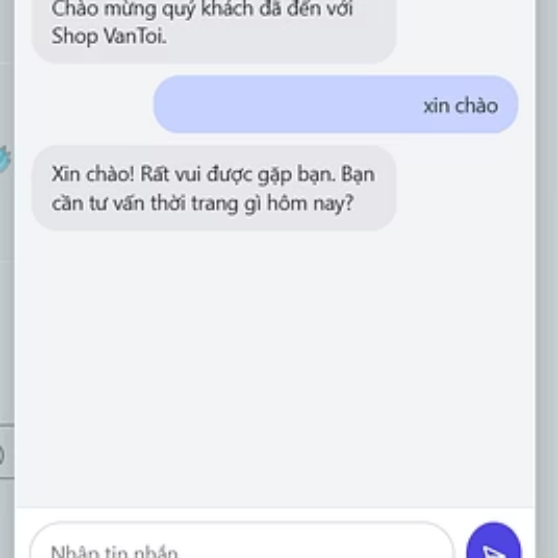 Chào mừng quý khách đã đến với
Shop VanToi.
xin chào
Xin chào! Rất vui được gặp bạn. Bạn
cần tư vấn thời trang gì hôm nay?
Nhập tin nhắn